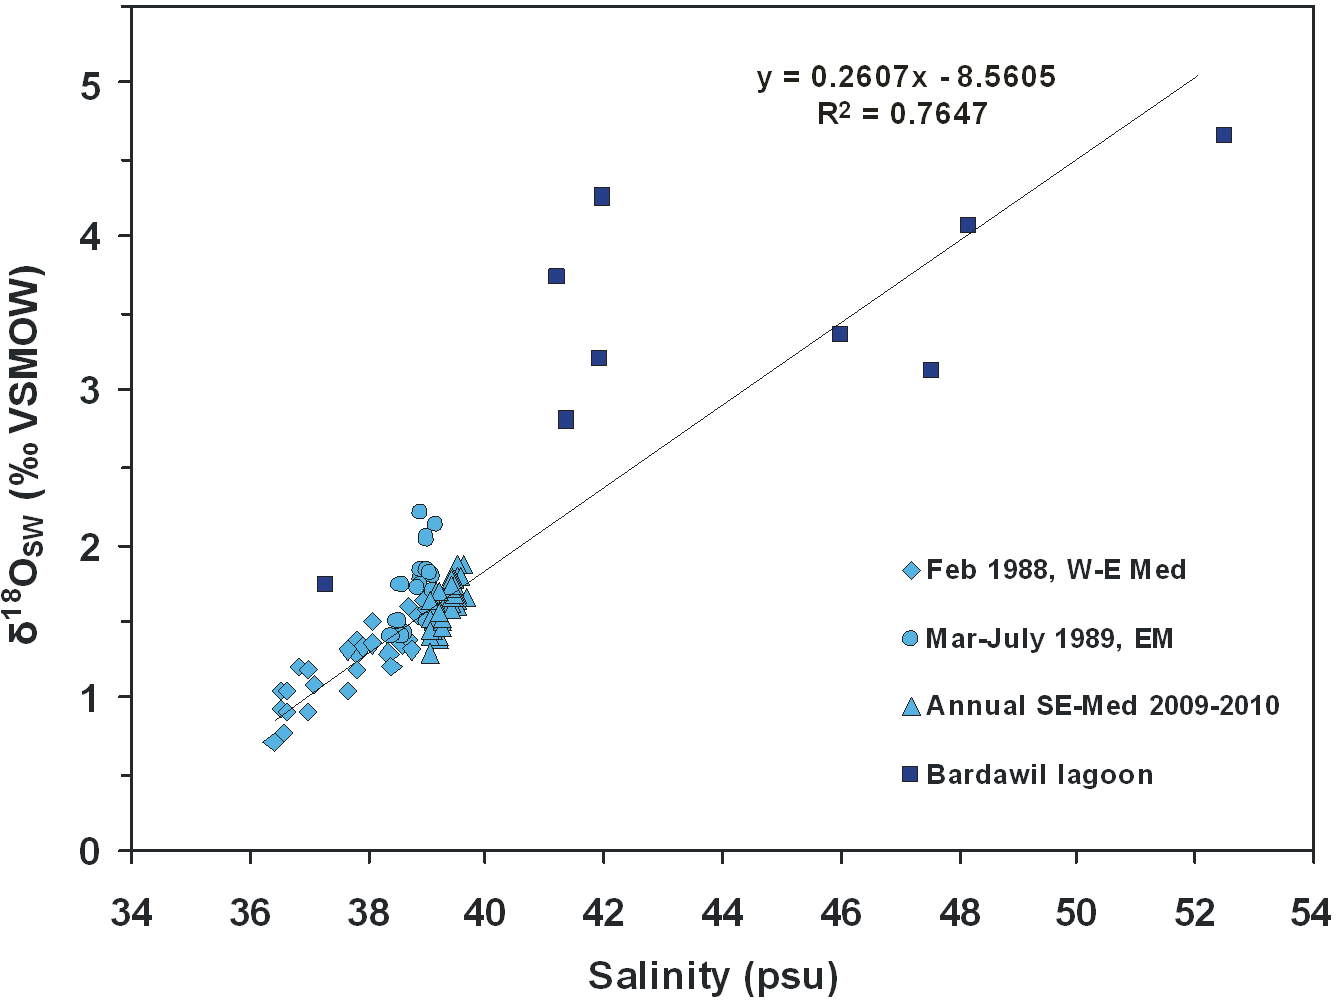 y = 0.2607x - 8.5605
R² = 0.7647
5
4
3
2
1
0
δ¹⁸O_SW (‰ VSMOW)
Feb 1988, W-E Med
Mar-July 1989, EM
Annual SE-Med 2009-2010
Bardawil lagoon
34 36 38 40 42 44 46 48 50 52 54
Salinity (psu)